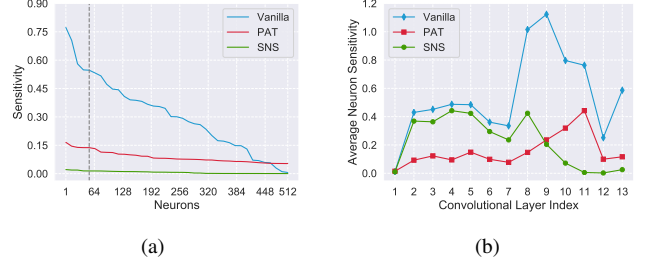 0.90
0.75
0.60
0.45
0.30
0.15
0.00
Sensitivity
1 64 128 192 256 320 384 448 512
Neurons
Vanilla
PAT
SNS
(a)
1.2
1.0
0.8
0.6
0.4
0.2
0.0
Average Neuron Sensitivity
1 2 3 4 5 6 7 8 9 10 11 12 13
Convolutional Layer Index
Vanilla
PAT
SNS
(b)